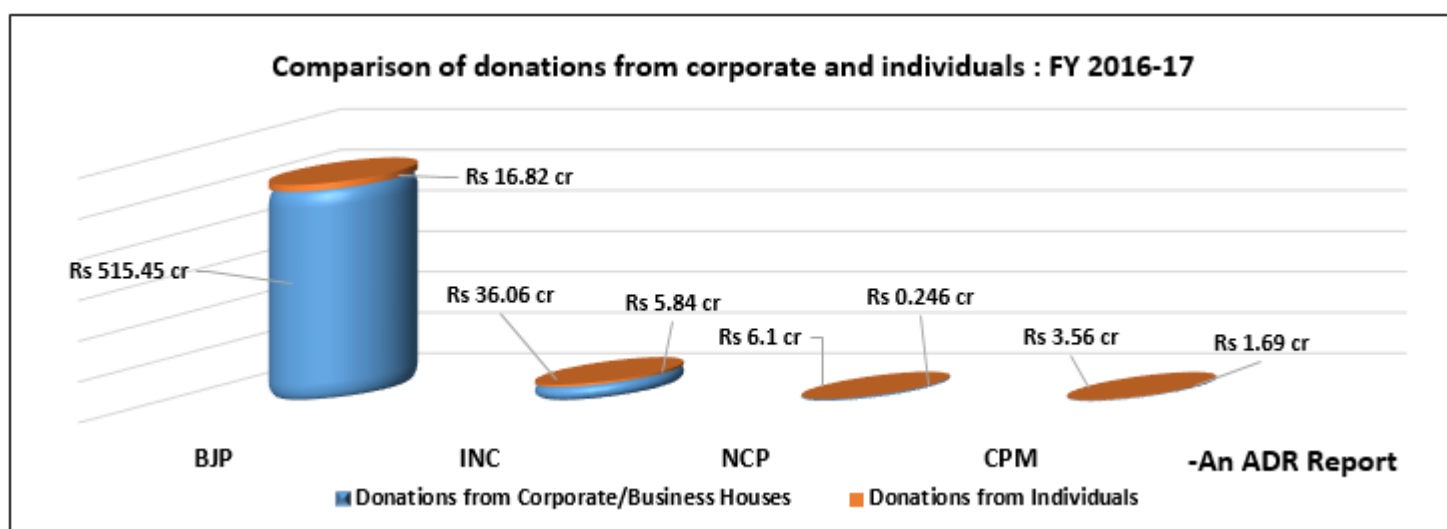 Comparison of donations from corporate and individuals : FY 2016-17
Rs 16.82 cr
Rs 515.45 cr
Rs 36.06 cr
Rs 5.84 cr
Rs 6.1 cr
Rs 0.246 cr
Rs 3.56 cr
Rs 1.69 cr
BJP
INC
NCP
CPM
-An ADR Report
Donations from Corporate/Business Houses
Donations from Individuals